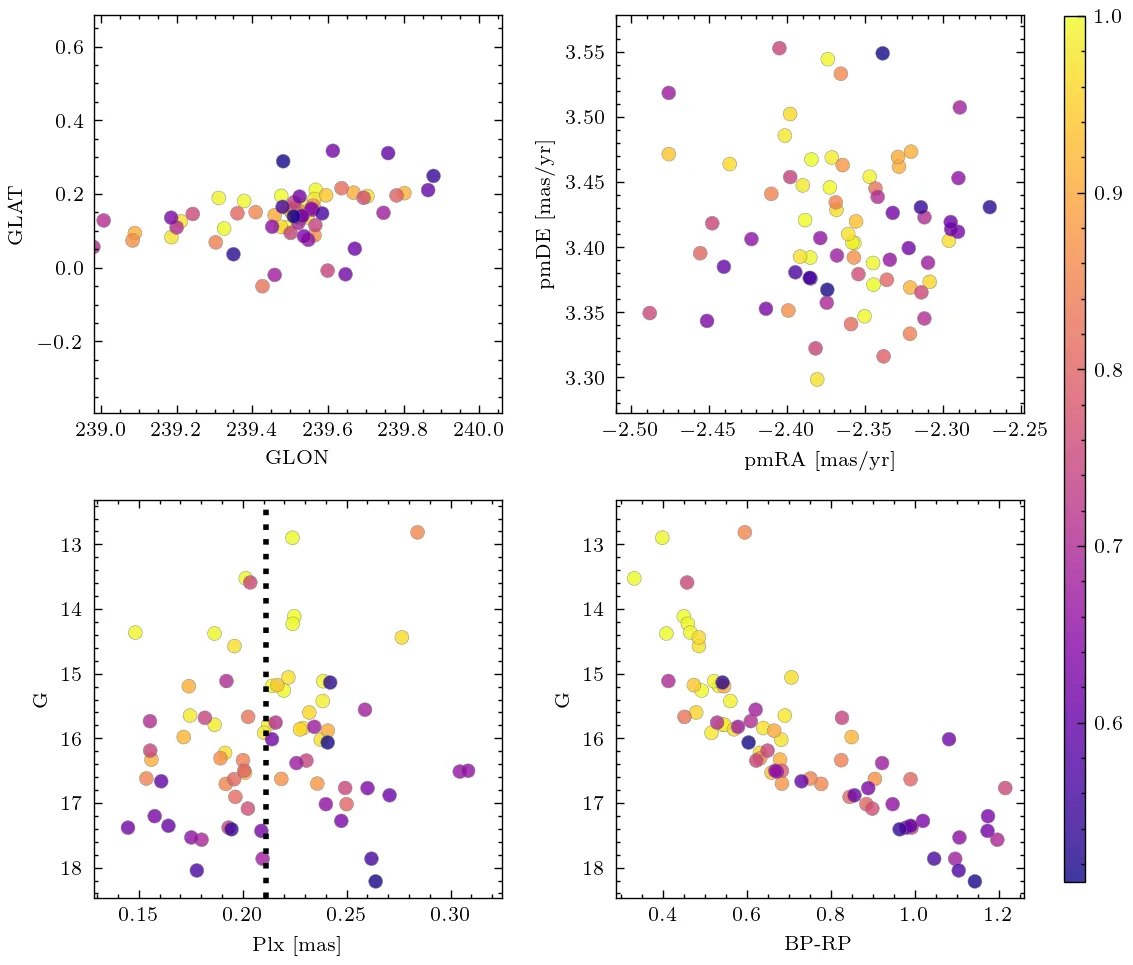 0.6
0.4
0.2
0.0
−0.2
GLAT
239.0 239.2 239.4 239.6 239.8 240.0
GLON
3.55
3.50
3.45
3.40
3.35
3.30
pmDE [mas/yr]
−2.50 −2.45 −2.40 −2.35 −2.30 −2.25
pmRA [mas/yr]
13
14
15
16
17
18
G
0.15 0.20 0.25 0.30
Plx [mas]
13
14
15
16
17
18
G
0.4 0.6 0.8 1.0 1.2
BP-RP
1.0
0.9
0.8
0.7
0.6